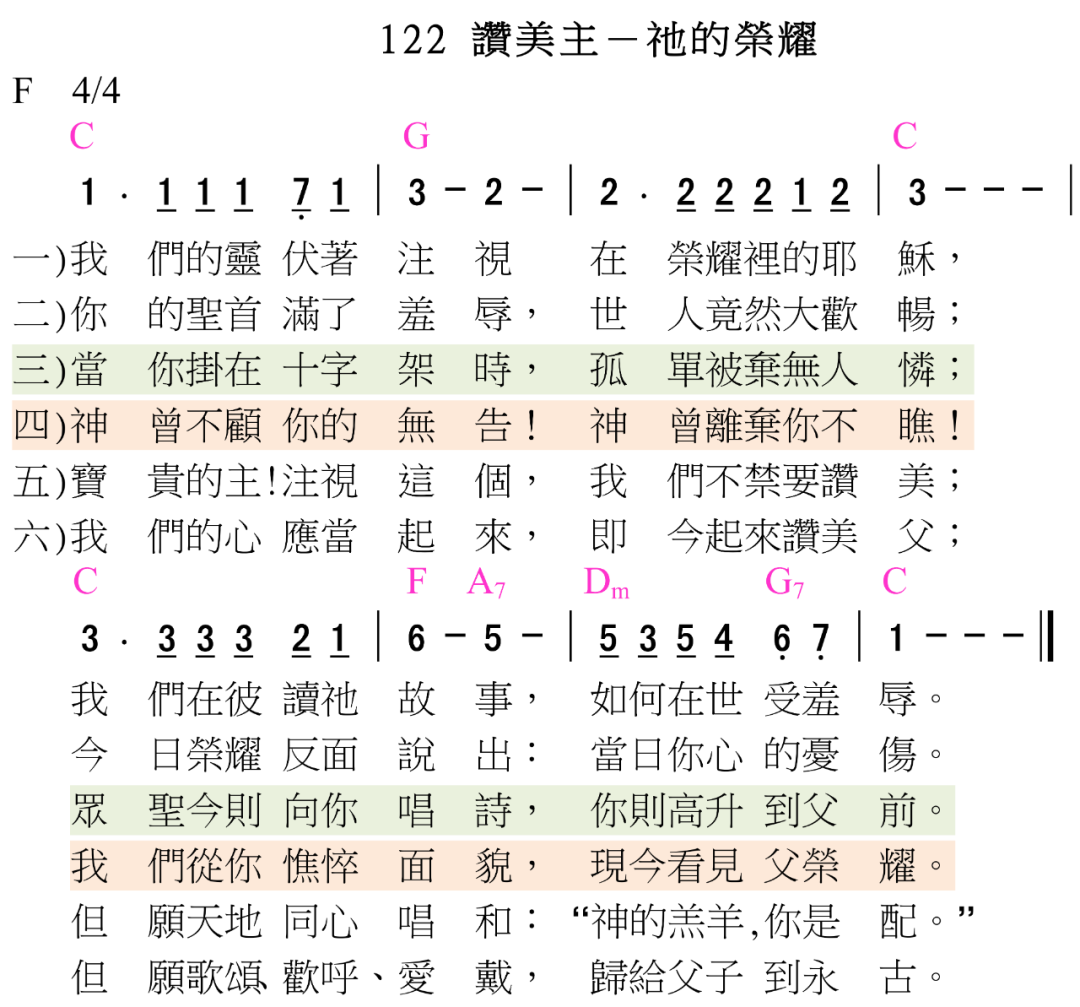 122 讚美主－祂的榮耀
F 4/4
C G C
1 · 1 1 1 7 1 | 3 – 2 – | 2 · 2 2 2 1 2 | 3 – – – |
一)我 們的靈 伏著 注 視 在 榮耀裡的耶 穌，
二)你 的聖首 滿了 羞 辱， 世 人竟然大歡 暢；
三)當 你掛在 十字 架 時， 孤 單被棄無人 憐；
四)神 曾不顧 你的 無 告！ 神 曾離棄你不 瞧！
五)寶 貴的主!注視 這 個， 我 們不禁要讚 美；
六)我 們的心 應當 起 來， 即 今起來讚美 父；
C F A7 Dm G7 C
3 · 3 3 3 2 1 | 6 – 5 – | 5 3 5 4 6 7 | 1 – – – ‖
我 們在彼 讀祂 故 事， 如何在世 受羞 辱。
今 日榮耀 反面 說 出： 當日你心 的憂 傷。
眾 聖今則 向你 唱 詩， 你則高升 到父 前。
我 們從你 憔悴 面 貌， 現今看見 父榮 耀。
但 願天地 同心 唱 和： “神的羔羊,你是 配。”
但 願歌頌、歡呼、愛 戴， 歸給父子 到永 古。